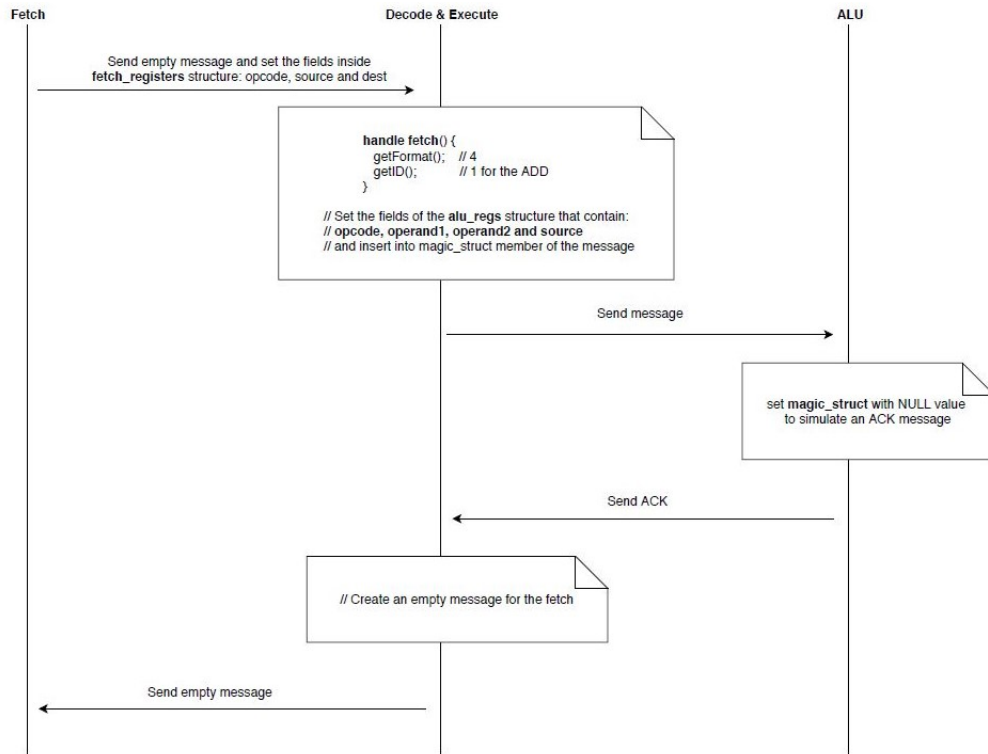 Fetch
Decode & Execute
ALU
Send empty message and set the fields inside
fetch_registers structure: opcode, source and dest
handle fetch() {
getFormat(); // 4
getID(); // 1 for the ADD
}
// Set the fields of the alu_regs structure that contain:
// opcode, operand1, operand2 and source
// and insert into magic_struct member of the message
Send message
set magic_struct with NULL value
to simulate an ACK message
Send ACK
// Create an empty message for the fetch
Send empty message